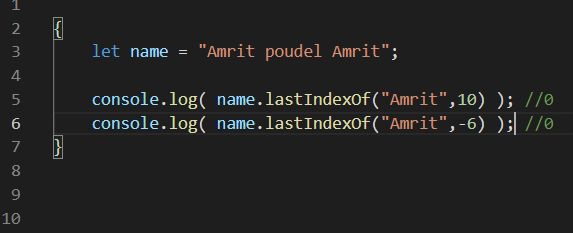 1
2 {
3 let name = "Amrit poudel Amrit";
4
5 console.log( name.lastIndexOf("Amrit",10) ); //0
6 console.log( name.lastIndexOf("Amrit",-6) ); //0
7 }
8
9
10